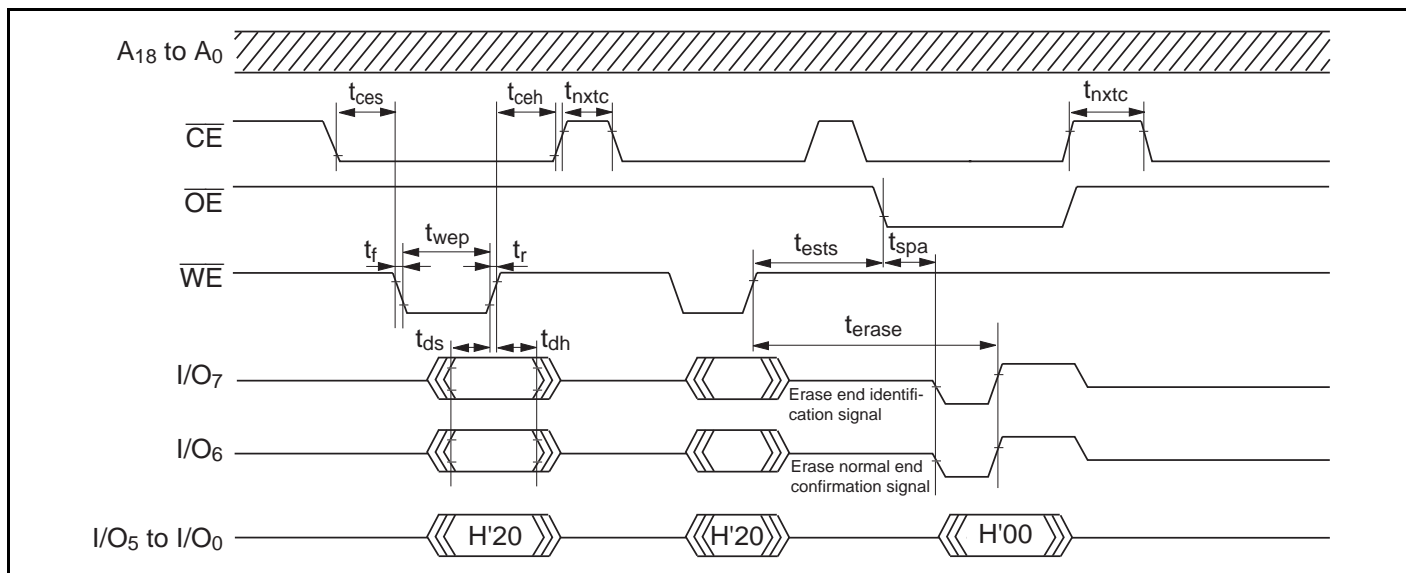 A18 to A0
tces
tceh
tnxtc
tnxtc
CE
OE
twep
tests
tspa
tf
tr
WE
terase
tds
tdh
I/O7
Erase end identifi-
cation signal
I/O6
Erase normal end
confirmation signal
I/O5 to I/O0
H'20
H'20
H'00